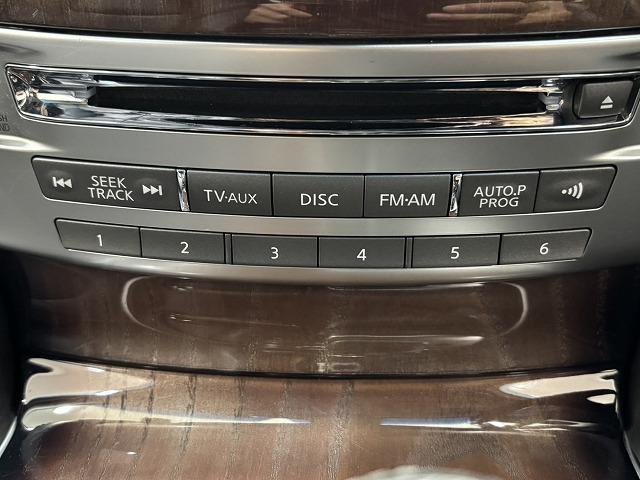 SEEK
TRACK
TV·AUX
DISC
FM·AM
AUTO.P
PROG
1
2
3
4
5
6